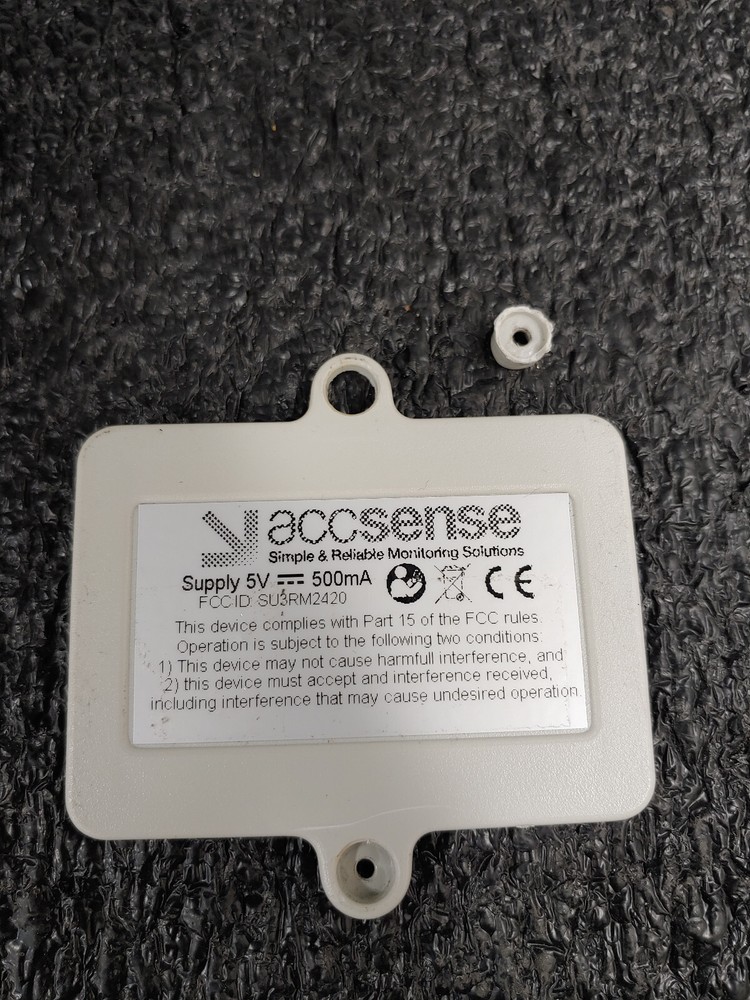 accsense
Simple & Reliable Monitoring Solutions
Supply 5V ⎓ 500mA CE
FCC ID: SU3RM2420
This device complies with Part 15 of the FCC rules.
Operation is subject to the following two conditions:
1) This device may not cause harmfull interference, and
2) this device must accept and interference received,
including interference that may cause undesired operation.